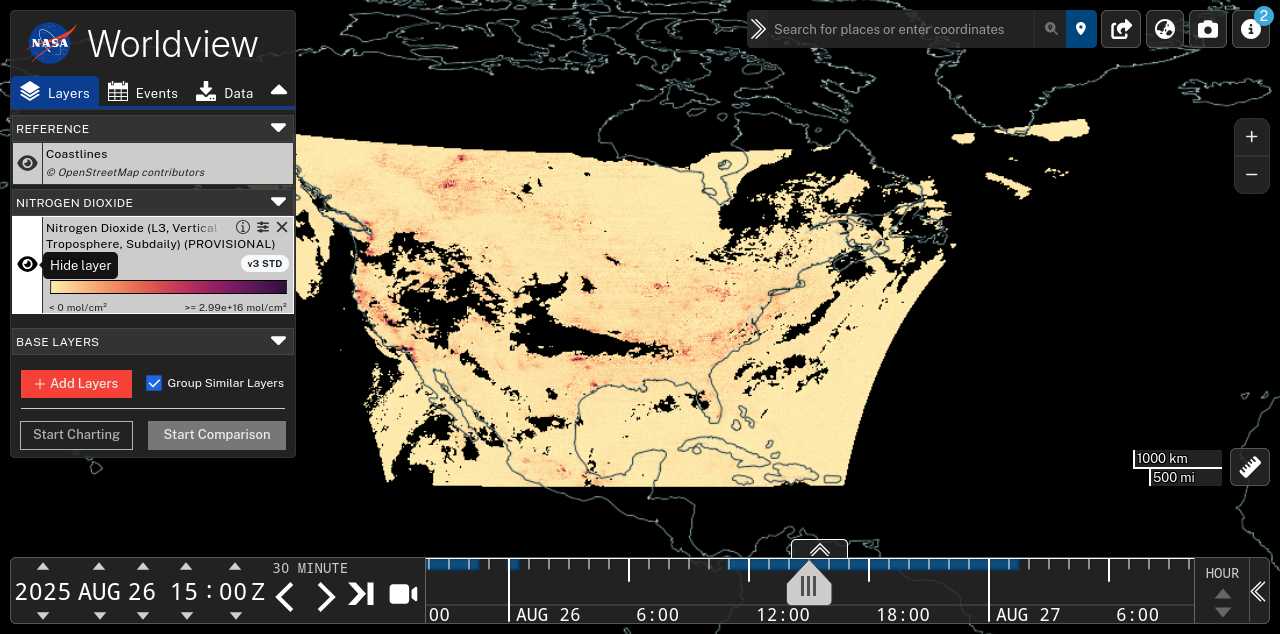 NASA
Worldview
Layers
Events
Data
REFERENCE
Coastlines
© OpenStreetMap contributors
NITROGEN DIOXIDE
Nitrogen Dioxide (L3, Vertical
Troposphere, Subdaily) (PROVISIONAL)
Hide layer
v3 STD
< 0 mol/cm²
>= 2.99e+16 mol/cm²
BASE LAYERS
+ Add Layers
Group Similar Layers
Start Charting
Start Comparison
Search for places or enter coordinates
2
+
−
1000 km
500 mi
2025 AUG 26 15 : 00 Z
30 MINUTE
00
AUG 26
6:00
12:00
18:00
AUG 27
6:00
HOUR